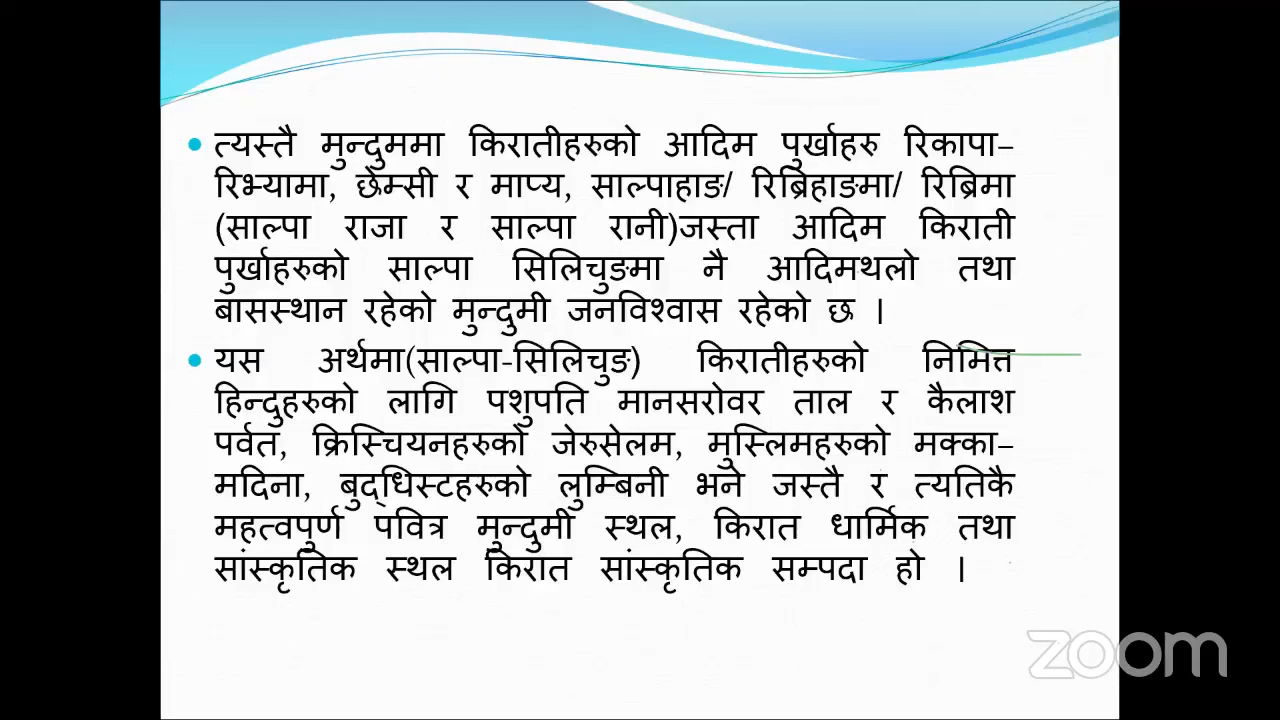 • त्यस्तै मुन्दुममा किरातीहरुको आदिम पुर्खाहरु रिकापा–
रिभ्यामा, छेम्सी र माप्य, साल्पाहाङ/ रिब्रिहाङमा/ रिब्रिमा
(साल्पा राजा र साल्पा रानी)जस्ता आदिम किराती
पुर्खाहरुको साल्पा सिलिचुङमा नै आदिमथलो तथा
बासस्थान रहेको मुन्दुमी जनविश्वास रहेको छ ।
• यस अर्थमा(साल्पा-सिलिचुङ) किरातीहरुको निमित्त
हिन्दुहरुको लागि पशुपति मानसरोवर ताल र कैलाश
पर्वत, क्रिस्चियनहरुको जेरुसेलम, मुस्लिमहरुको मक्का–
मदिना, बुद्धिस्टहरुको लुम्बिनी भने जस्तै र त्यतिकै
महत्वपुर्ण पवित्र मुन्दुमी स्थल, किरात धार्मिक तथा
सांस्कृतिक स्थल किरात सांस्कृतिक सम्पदा हो ।
zoom